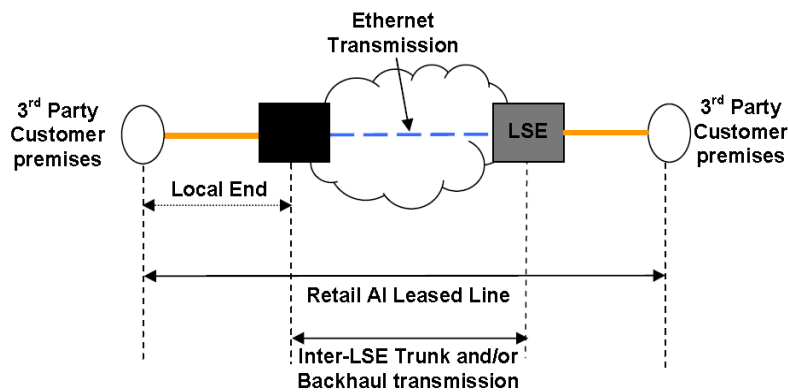 Ethernet
Transmission
3rd Party
Customer
premises
LSE
3rd Party
Customer
premises
Local End
Retail AI Leased Line
Inter-LSE Trunk and/or
Backhaul transmission